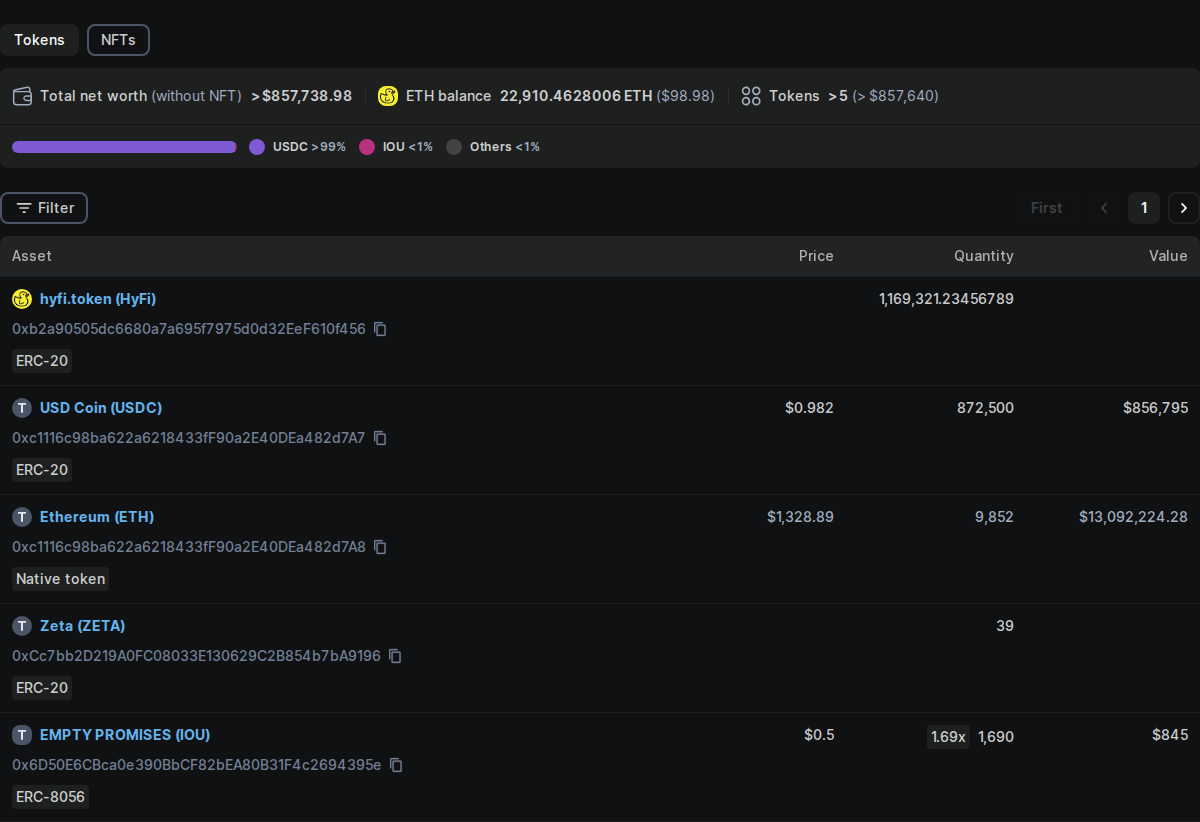 Tokens NFTs
Total net worth (without NFT) >$857,738.98 ETH balance 22,910.4628006 ETH ($98.98) Tokens >5 (> $857,640)
USDC >99% IOU <1% Others <1%
Filter First 1
Asset Price Quantity Value
hyfi.token (HyFi) 1,169,321.23456789
0xb2a90505dc6680a7a695f7975d0d32EeF610f456
ERC-20
T USD Coin (USDC) $0.982 872,500 $856,795
0xc1116c98ba622a6218433fF90a2E40DEa482d7A7
ERC-20
T Ethereum (ETH) $1,328.89 9,852 $13,092,224.28
0xc1116c98ba622a6218433fF90a2E40DEa482d7A8
Native token
T Zeta (ZETA) 39
0xCc7bb2D219A0FC08033E130629C2B854b7bA9196
ERC-20
T EMPTY PROMISES (IOU) $0.5 1.69x 1,690 $845
0x6D50E6CBca0e390BbCF82bEA80B31F4c2694395e
ERC-8056